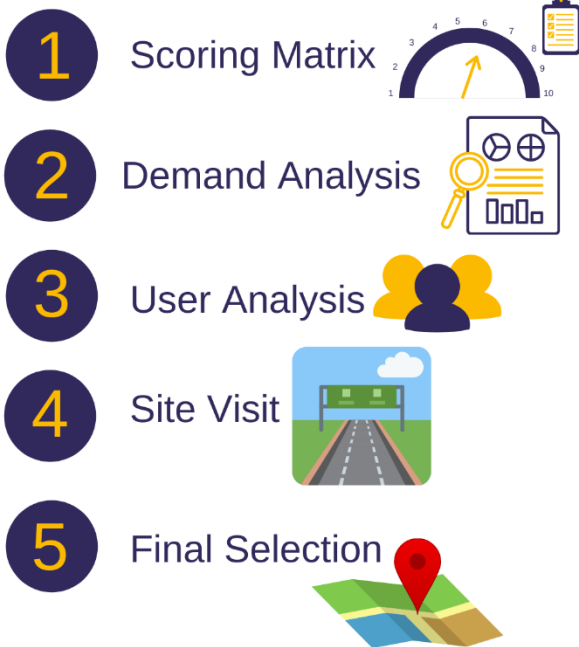 1 Scoring Matrix
1 2 3 4 5 6 7 8 9 10
2 Demand Analysis
3 User Analysis
4 Site Visit
5 Final Selection